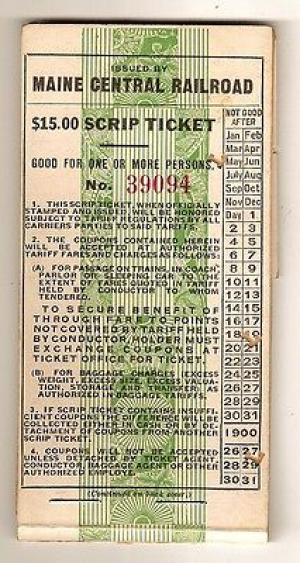 ISSUED BY
MAINE CENTRAL RAILROAD
$15.00 SCRIP TICKET
GOOD FOR ONE OR MORE PERSONS.
No. 39094
1. THIS SCRIP TICKET, WHEN OFFICIALLY
STAMPED AND ISSUED, WILL BE HONORED
SUBJECT TO TARIFF REGULATIONS BY ALL
CARRIERS PARTIES TO SAID TARIFFS.
2. THE COUPONS CONTAINED HEREIN
WILL BE ACCEPTED AT AUTHORIZED
TARIFF FARES AND CHARGES AS FOLLOWS:
(A) FOR PASSAGE ON TRAINS, IN COACH,
PARLOR OR SLEEPING CAR TO THE
EXTENT OF FARES QUOTED IN TARIFF
HELD BY CONDUCTOR TO WHOM
TENDERED.
TO SECURE BENEFIT OF
THROUGH FARE TO POINTS
NOT COVERED BY TARIFF HELD
BY CONDUCTOR, HOLDER MUST
EXCHANGE COUPONS AT
TICKET OFFICE FOR TICKET.
(B) FOR BAGGAGE CHARGES (EXCESS
WEIGHT, EXCESS SIZE, EXCESS VALUA-
TION, STORAGE AND TRANSFER) AS
AUTHORIZED IN BAGGAGE TARIFFS.
3. IF SCRIP TICKET CONTAINS INSUFFI-
CIENT COUPONS THE DIFFERENCE WILL BE
COLLECTED EITHER IN CASH OR BY DE-
TACHMENT OF COUPONS FROM ANOTHER
SCRIP TICKET.
4. COUPONS WILL NOT BE ACCEPTED
UNLESS DETACHED BY TICKET AGENT,
CONDUCTOR, BAGGAGE AGENT OR OTHER
AUTHORIZED EMPLOYE.
(Continued on back cover)
NOT GOOD
AFTER
Jan Feb
Mar Apr
May Jun
July Aug
Sep Oct
Nov Dec
Day 1
2 3
4 5
6 7
8 9
10 11
12 13
14 15
16 17
18 19
20 21
22 23
24 25
26 27
28 29
30 31
1900
26 27
28 29
30 31